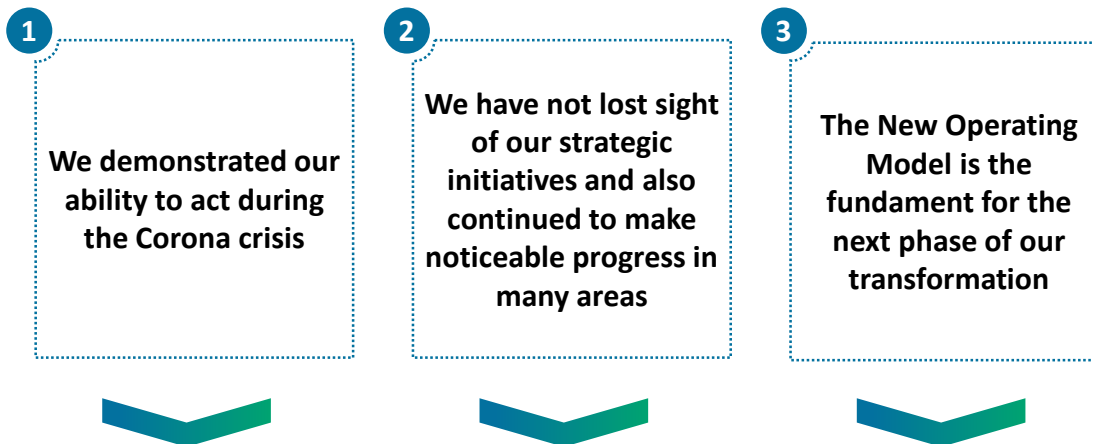 1
We demonstrated our
ability to act during
the Corona crisis
2
We have not lost sight
of our strategic
initiatives and also
continued to make
noticeable progress in
many areas
3
The New Operating
Model is the
fundament for the
next phase of our
transformation